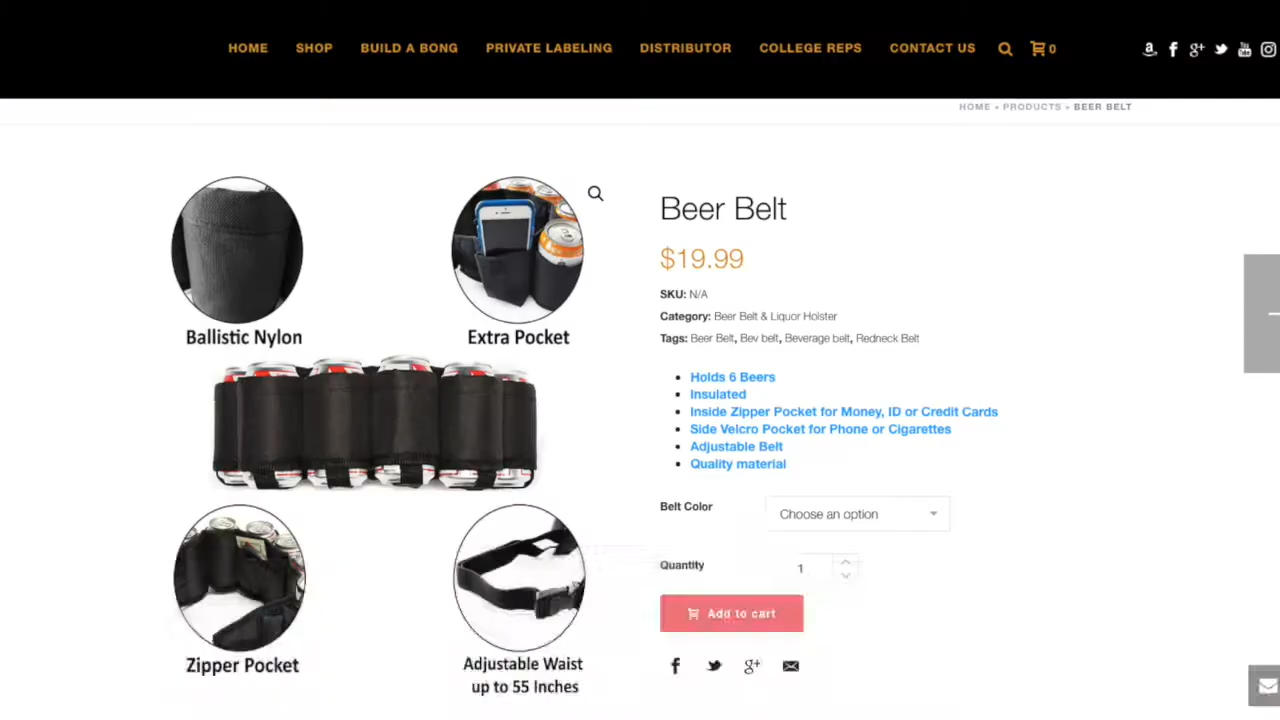 HOME SHOP BUILD A BONG PRIVATE LABELING DISTRIBUTOR COLLEGE REPS CONTACT US 0
HOME • PRODUCTS • BEER BELT
Ballistic Nylon
Extra Pocket
Zipper Pocket
Adjustable Waist
up to 55 Inches
Beer Belt
$19.99
SKU: N/A
Category: Beer Belt & Liquor Holster
Tags: Beer Belt, Bev belt, Beverage belt, Redneck Belt
• Holds 6 Beers
• Insulated
• Inside Zipper Pocket for Money, ID or Credit Cards
• Side Velcro Pocket for Phone or Cigarettes
• Adjustable Belt
• Quality material
Belt Color Choose an option
Quantity 1
Add to cart